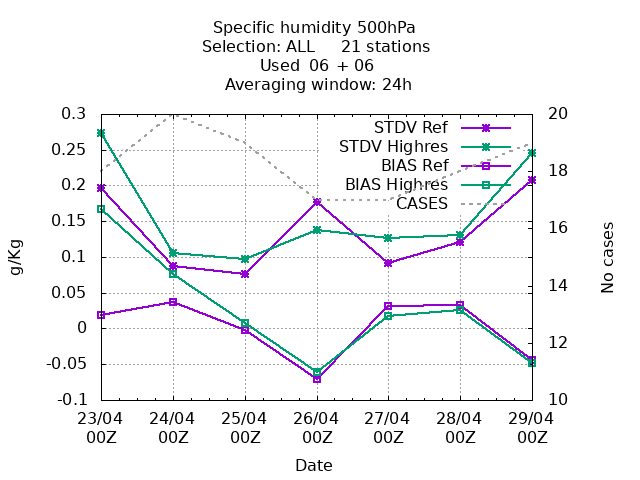 Specific humidity 500hPa
Selection: ALL 21 stations
Used 06 + 06
Averaging window: 24h
STDV Ref
STDV Highres
BIAS Ref
BIAS Highres
CASES
0.3
0.25
0.2
0.15
0.1
0.05
0
-0.05
-0.1
g/Kg
20
18
16
14
12
10
No cases
23/04 24/04 25/04 26/04 27/04 28/04 29/04
00Z 00Z 00Z 00Z 00Z 00Z 00Z
Date